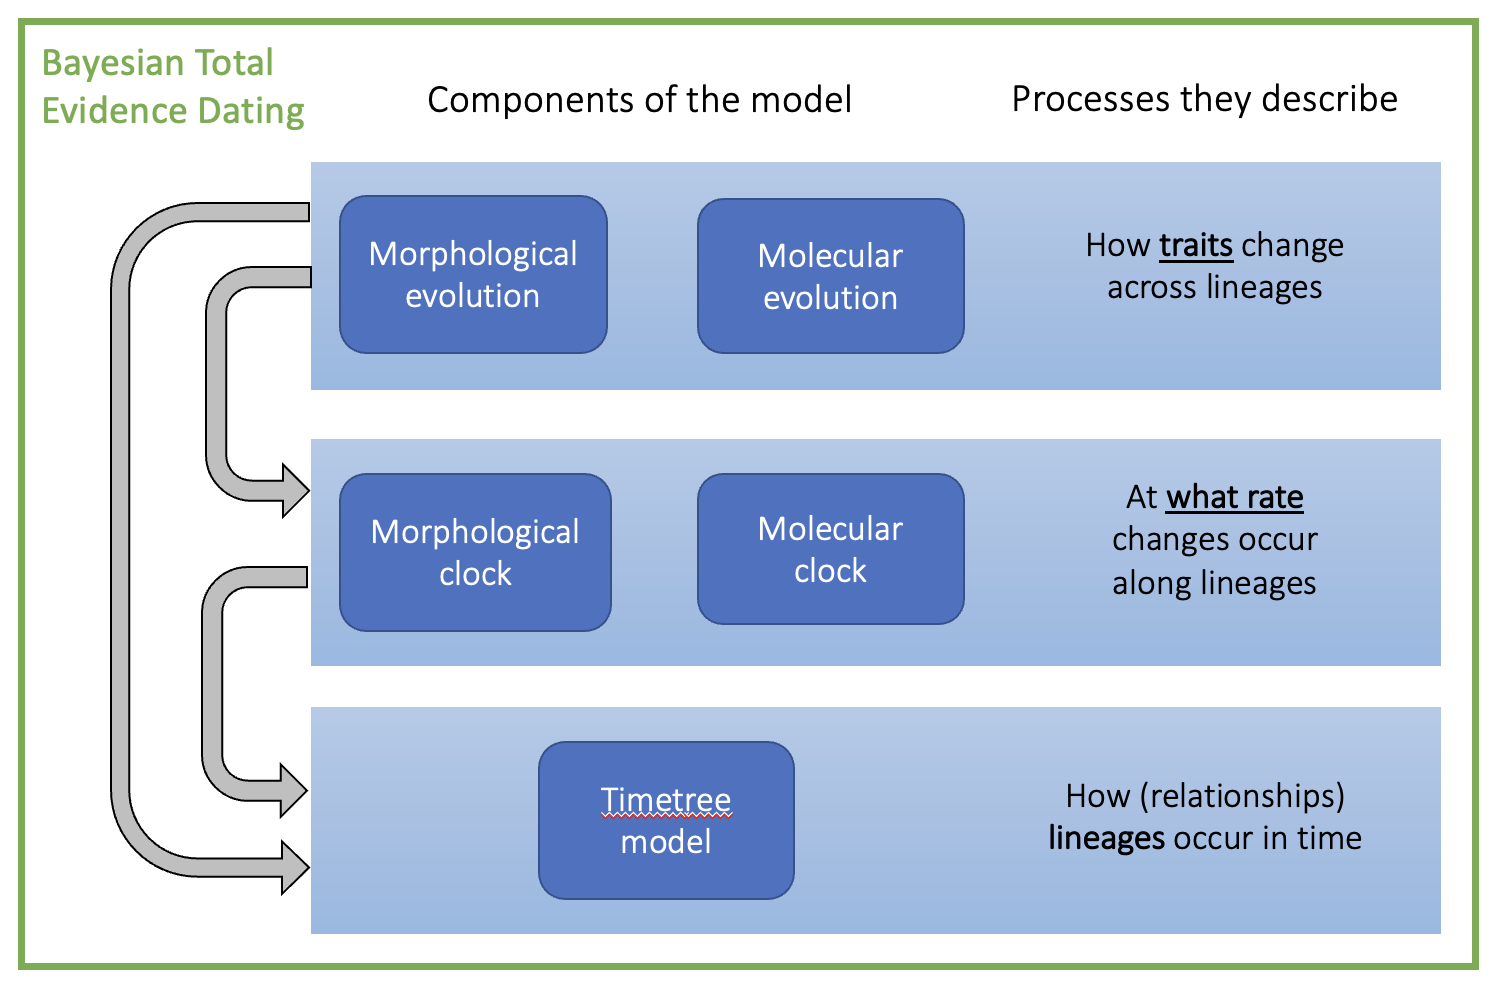 Bayesian Total
Evidence Dating
Components of the model
Processes they describe
Morphological
evolution
Molecular
evolution
How traits change
across lineages
Morphological
clock
Molecular
clock
At what rate
changes occur
along lineages
Timetree
model
How (relationships)
lineages occur in time